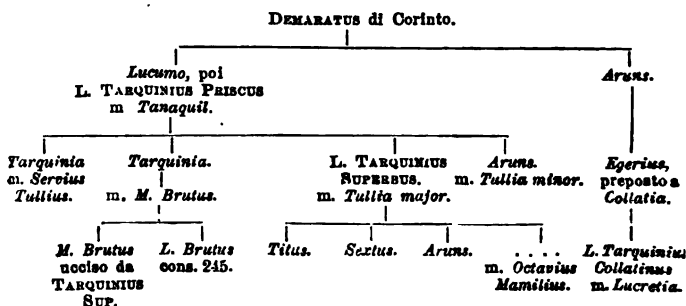 DEMARATUS di Corinto.
Lucumo, poi
L. TARQUINIUS PRISCUS
m Tanaquil.
Aruns.
Tarquinia
m. Servius
Tullius.
Tarquinia.
m. M. Brutus.
L. TARQUINIUS
SUPERBUS.
m. Tullia major.
Aruns.
m. Tullia minor.
Egerius,
preposto a
Collatia.
M. Brutus
ucciso da
TARQUINIUS
SUP.
L. Brutus
cons. 245.
Titus.
Sextus.
Aruns.
. . . .
m. Octavius
Mamilius.
L. Tarquinius
Collatinus
m. Lucretia.